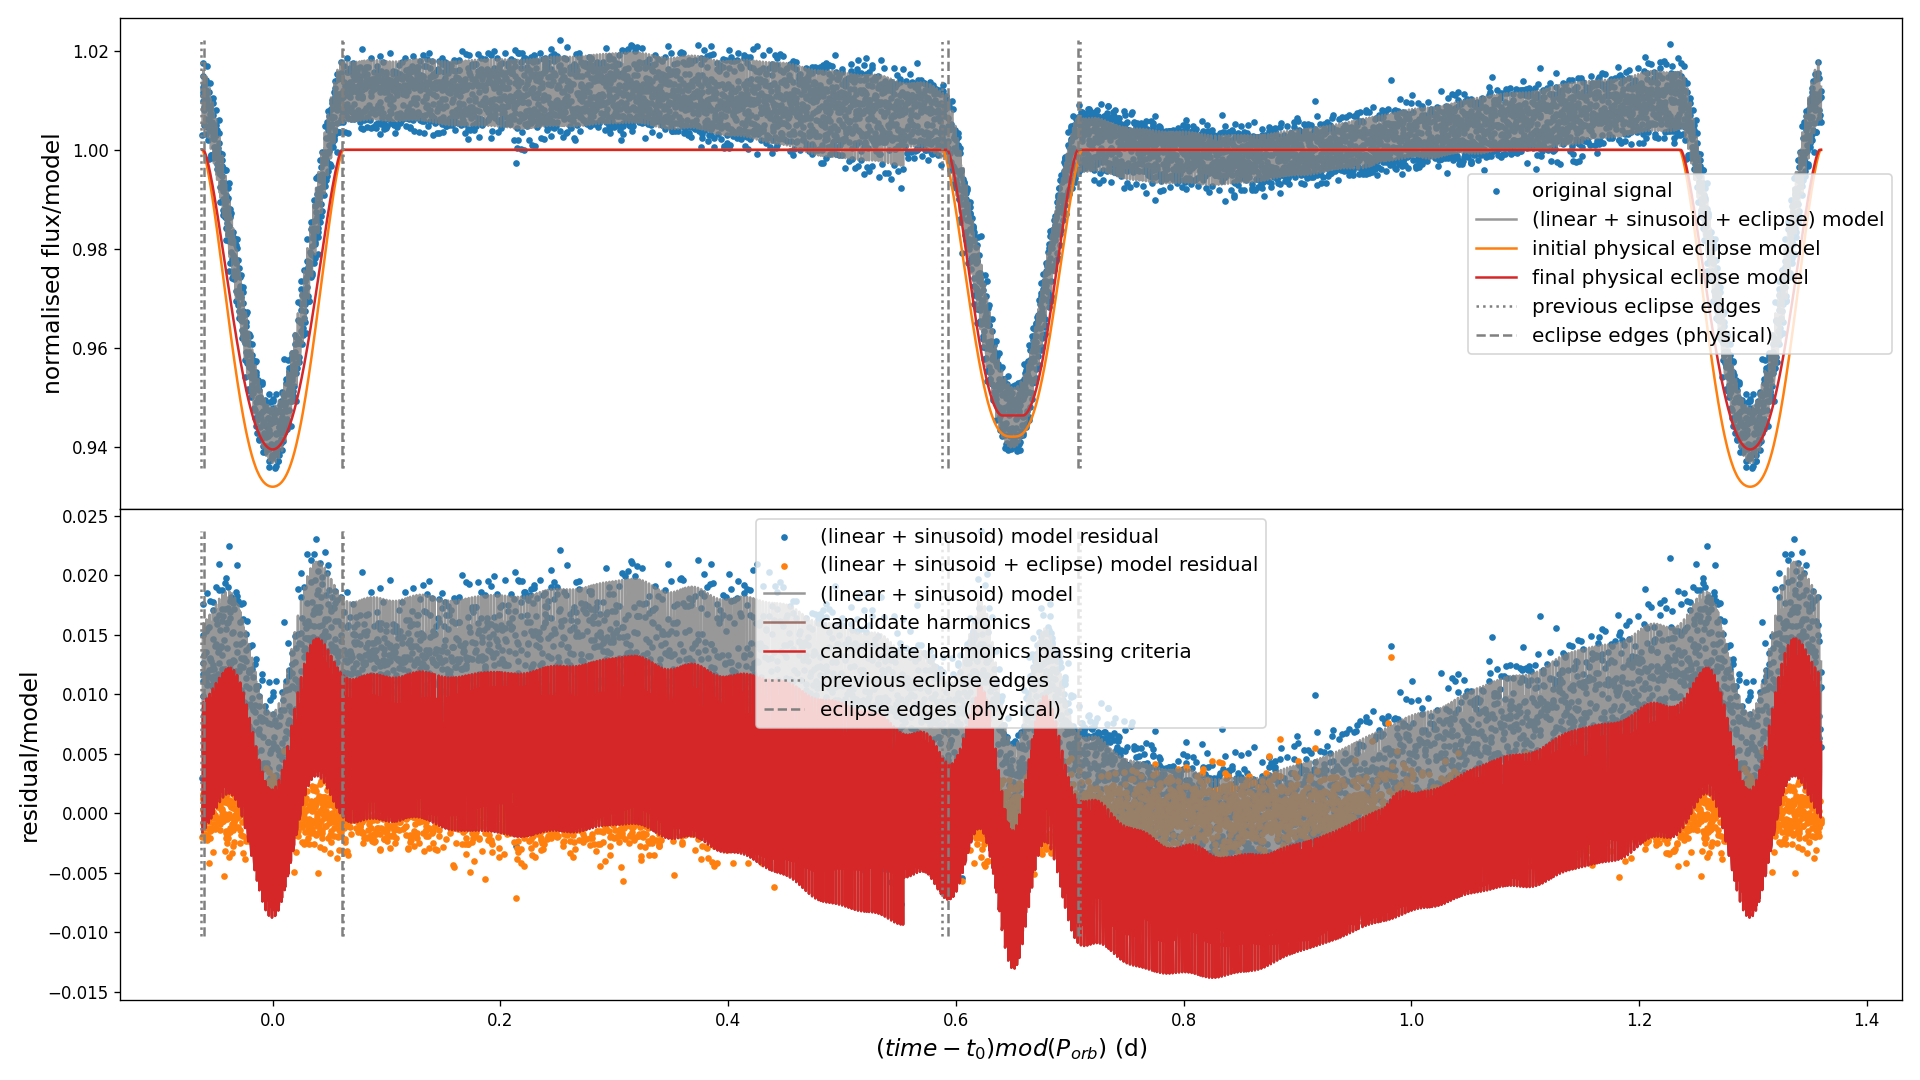 normalised flux/model
1.02
1.00
0.98
0.96
0.94
original signal
(linear + sinusoid + eclipse) model
initial physical eclipse model
final physical eclipse model
previous eclipse edges
eclipse edges (physical)
residual/model
0.025
0.020
0.015
0.010
0.005
0.000
−0.005
−0.010
−0.015
(linear + sinusoid) model residual
(linear + sinusoid + eclipse) model residual
(linear + sinusoid) model
candidate harmonics
candidate harmonics passing criteria
previous eclipse edges
eclipse edges (physical)
0.0 0.2 0.4 0.6 0.8 1.0 1.2 1.4
(time − t₀)mod(P_orb) (d)